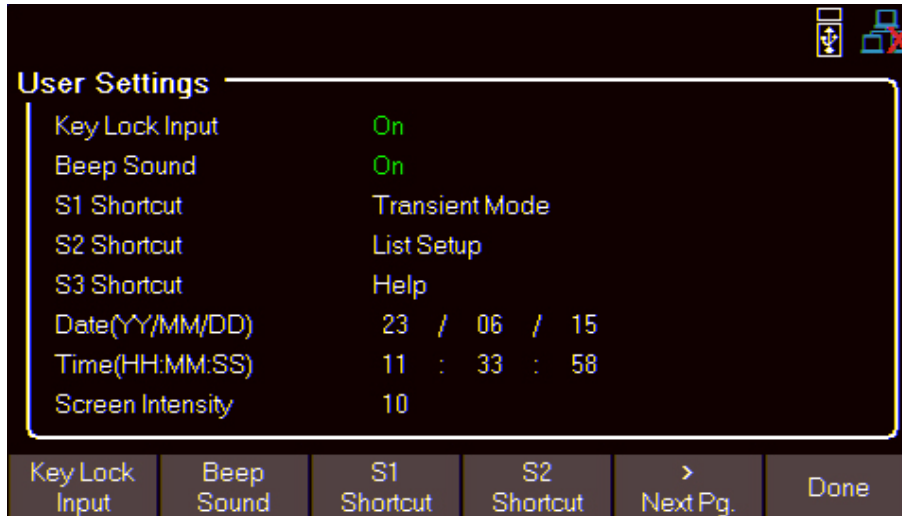 User Settings
Key Lock Input On
Beep Sound On
S1 Shortcut Transient Mode
S2 Shortcut List Setup
S3 Shortcut Help
Date(YY/MM/DD) 23 / 06 / 15
Time(HH:MM:SS) 11 : 33 : 58
Screen Intensity 10
Key Lock Input
Beep Sound
S1 Shortcut
S2 Shortcut
> Next Pg.
Done